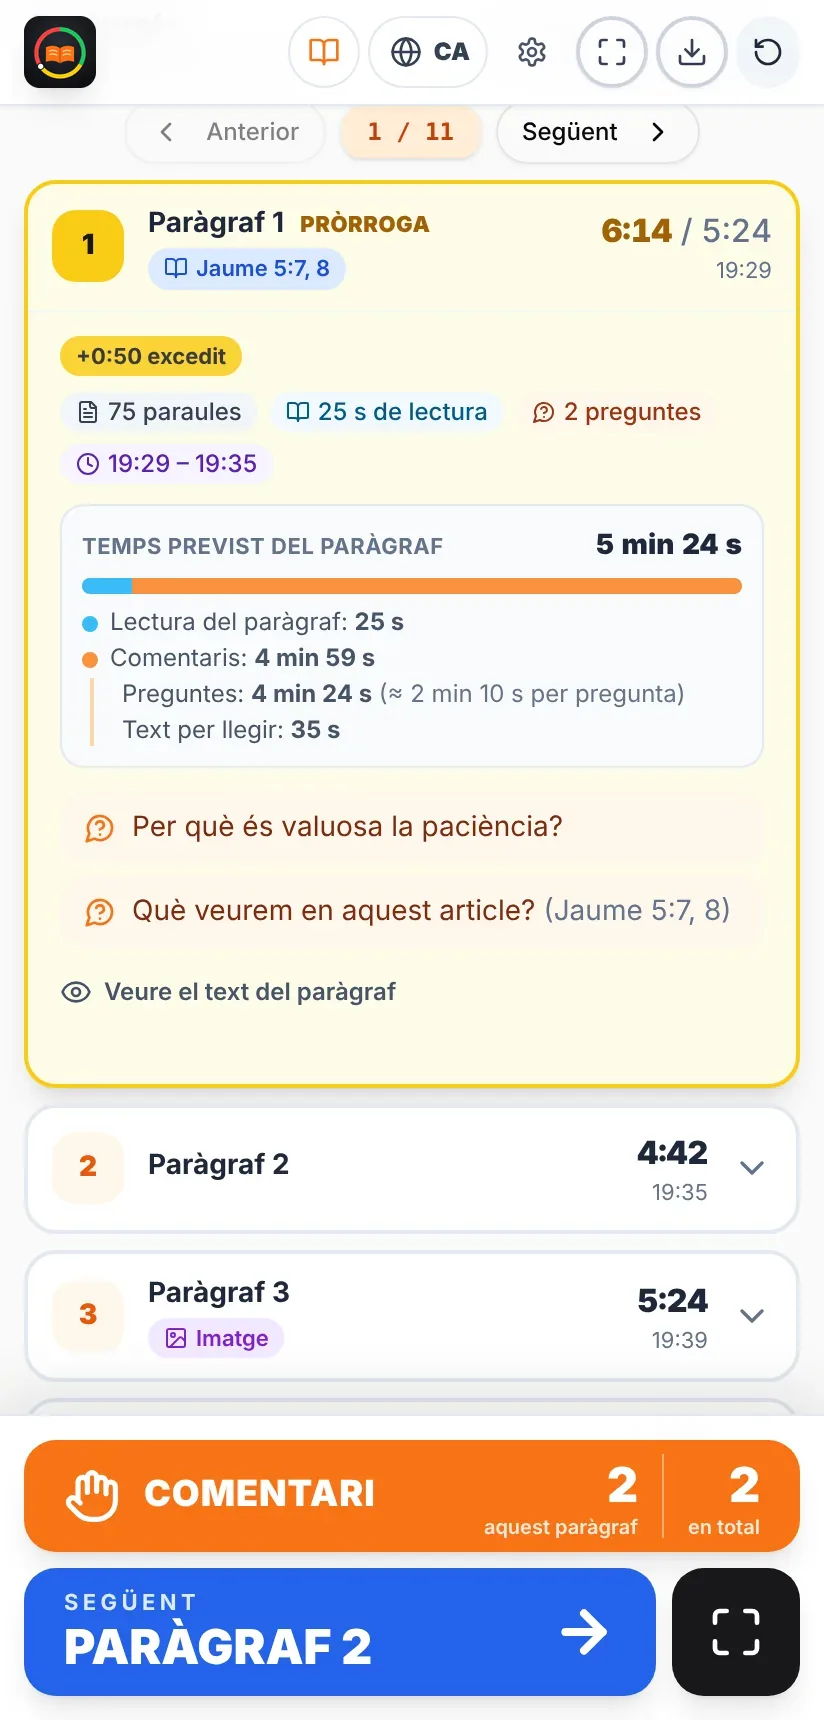 CA
Anterior
1 / 11
Següent
1
Paràgraf 1 PRÒRROGA
Jaume 5:7, 8
6:14 / 5:24
19:29
+0:50 excedit
75 paraules
25 s de lectura
2 preguntes
19:29 – 19:35
TEMPS PREVIST DEL PARÀGRAF
5 min 24 s
Lectura del paràgraf: 25 s
Comentaris: 4 min 59 s
Preguntes: 4 min 24 s (≈ 2 min 10 s per pregunta)
Text per llegir: 35 s
Per què és valuosa la paciència?
Què veurem en aquest article? (Jaume 5:7, 8)
Veure el text del paràgraf
2
Paràgraf 2
4:42
19:35
3
Paràgraf 3
Imatge
5:24
19:39
COMENTARI
2
aquest paràgraf
2
en total
SEGÜENT
PARÀGRAF 2